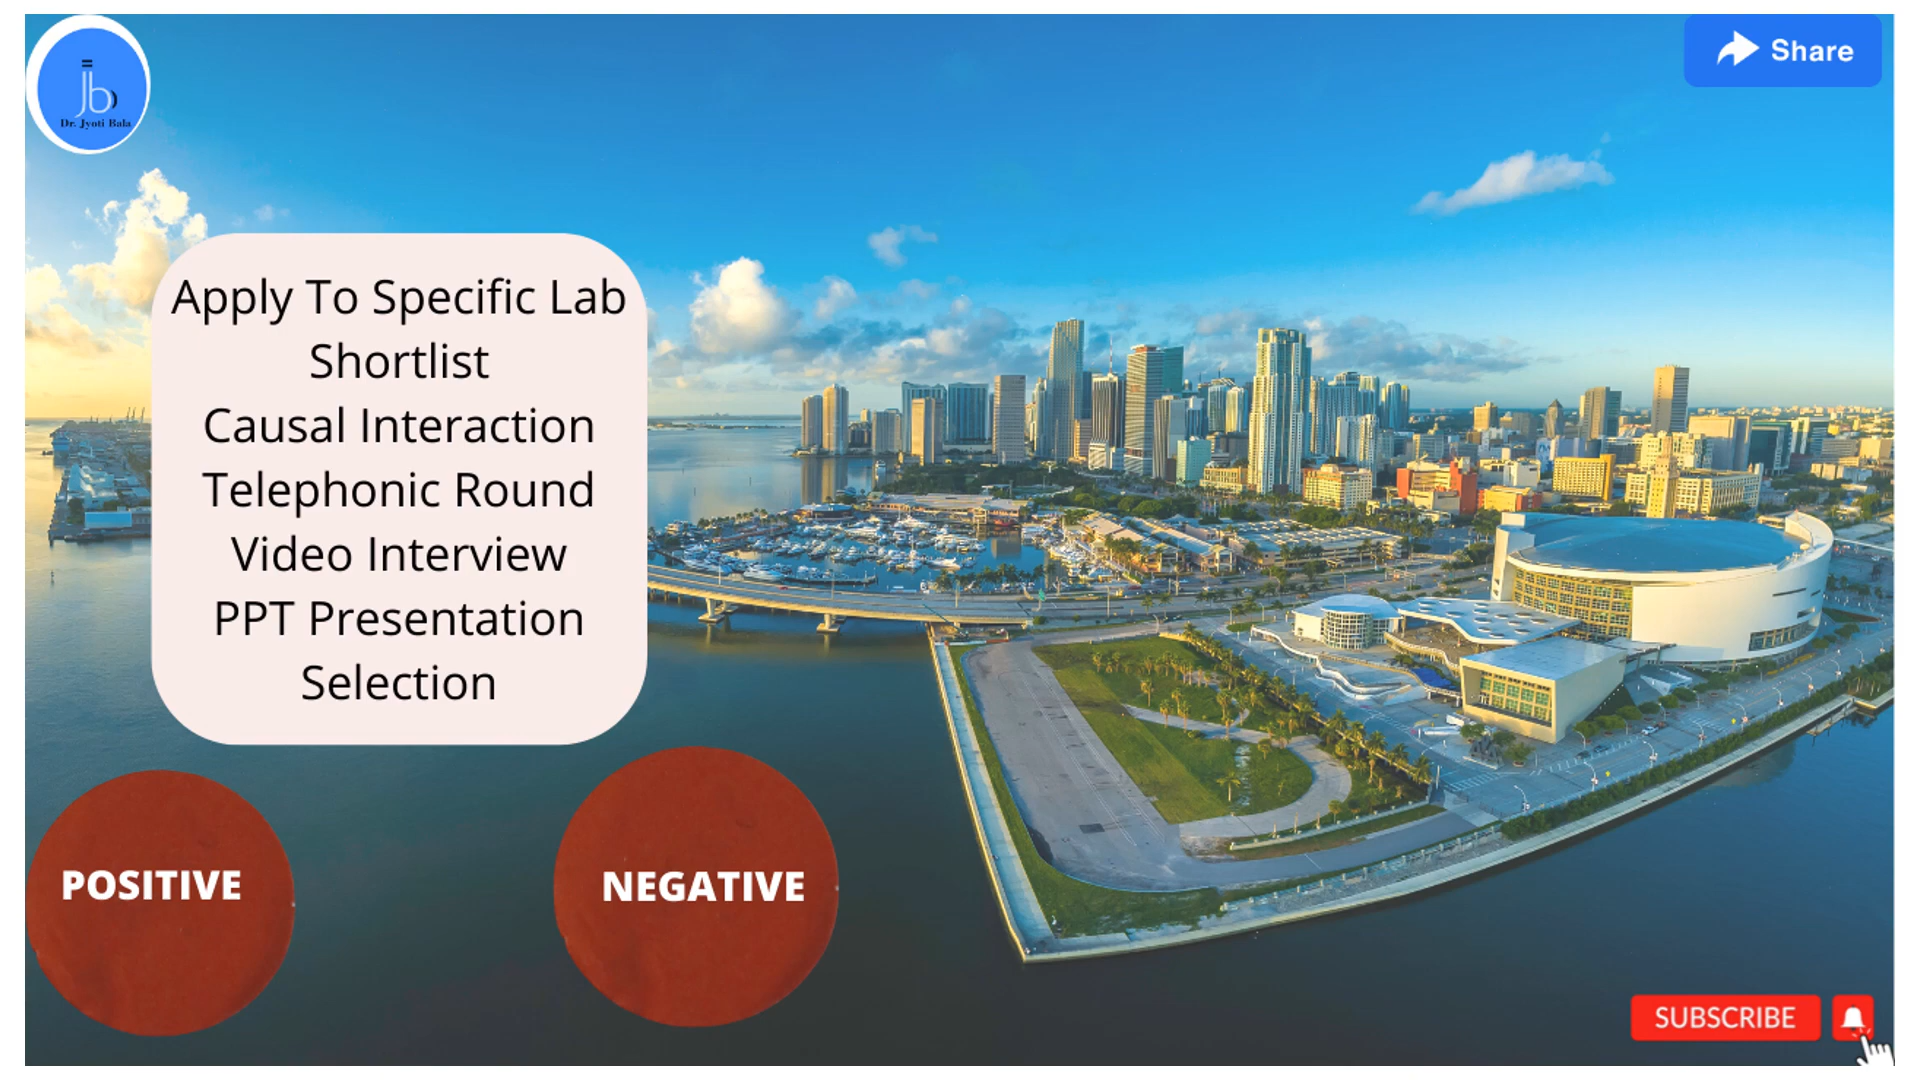 jb
Dr. Jyoti Bala
Share
Apply To Specific Lab
Shortlist
Causal Interaction
Telephonic Round
Video Interview
PPT Presentation
Selection
POSITIVE
NEGATIVE
SUBSCRIBE